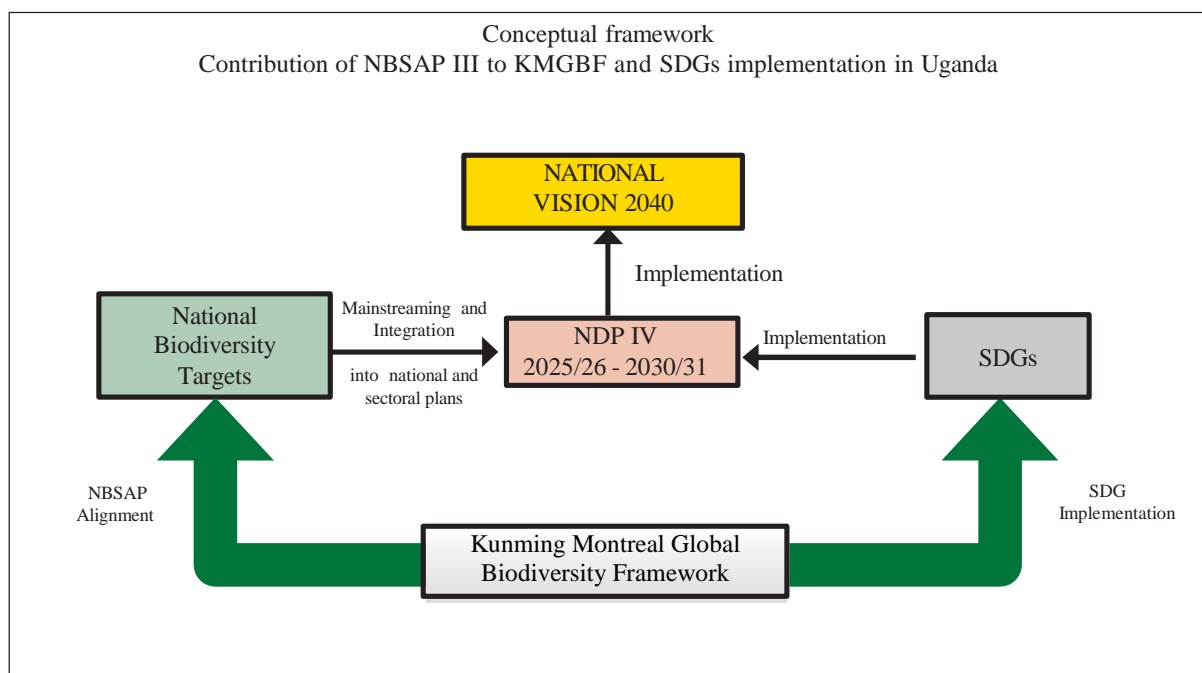 Conceptual framework
Contribution of NBSAP III to KMGBF and SDGs implementation in Uganda
NATIONAL
VISION 2040
Implementation
National
Biodiversity
Targets
Mainstreaming and
Integration
into national and
sectoral plans
NDP IV
2025/26 - 2030/31
Implementation
SDGs
NBSAP
Alignment
SDG
Implementation
Kunming Montreal Global
Biodiversity Framework